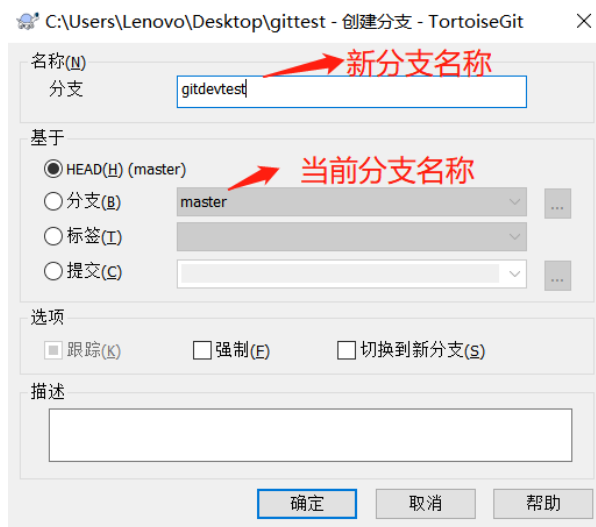 C:\Users\Lenovo\Desktop\gittest - 创建分支 - TortoiseGit
名称(N)
新分支名称
分支 gitdevtest
基于
HEAD(H) (master)
当前分支名称
分支(B) master ...
标签(T)
提交(C) ...
选项
跟踪(K) 强制(F) 切换到新分支(S)
描述
确定 取消 帮助